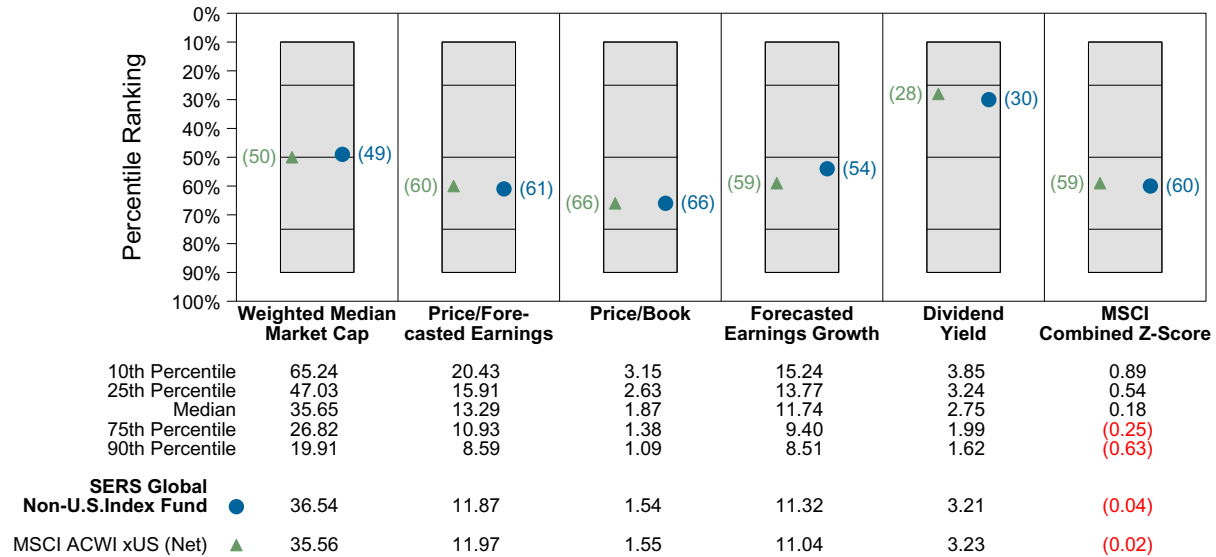 0%
10%
20%
30%
40%
50%
60%
70%
80%
90%
100%
Percentile Ranking
(50) (49)
(60) (61)
(66) (66)
(59) (54)
(28) (30)
(59) (60)
Weighted Median Market Cap
Price/Fore-casted Earnings
Price/Book
Forecasted Earnings Growth
Dividend Yield
MSCI Combined Z-Score
10th Percentile 65.24 20.43 3.15 15.24 3.85 0.89
25th Percentile 47.03 15.91 2.63 13.77 3.24 0.54
Median 35.65 13.29 1.87 11.74 2.75 0.18
75th Percentile 26.82 10.93 1.38 9.40 1.99 (0.25)
90th Percentile 19.91 8.59 1.09 8.51 1.62 (0.63)
SERS Global
Non-U.S.Index Fund 36.54 11.87 1.54 11.32 3.21 (0.04)
MSCI ACWI xUS (Net) 35.56 11.97 1.55 11.04 3.23 (0.02)